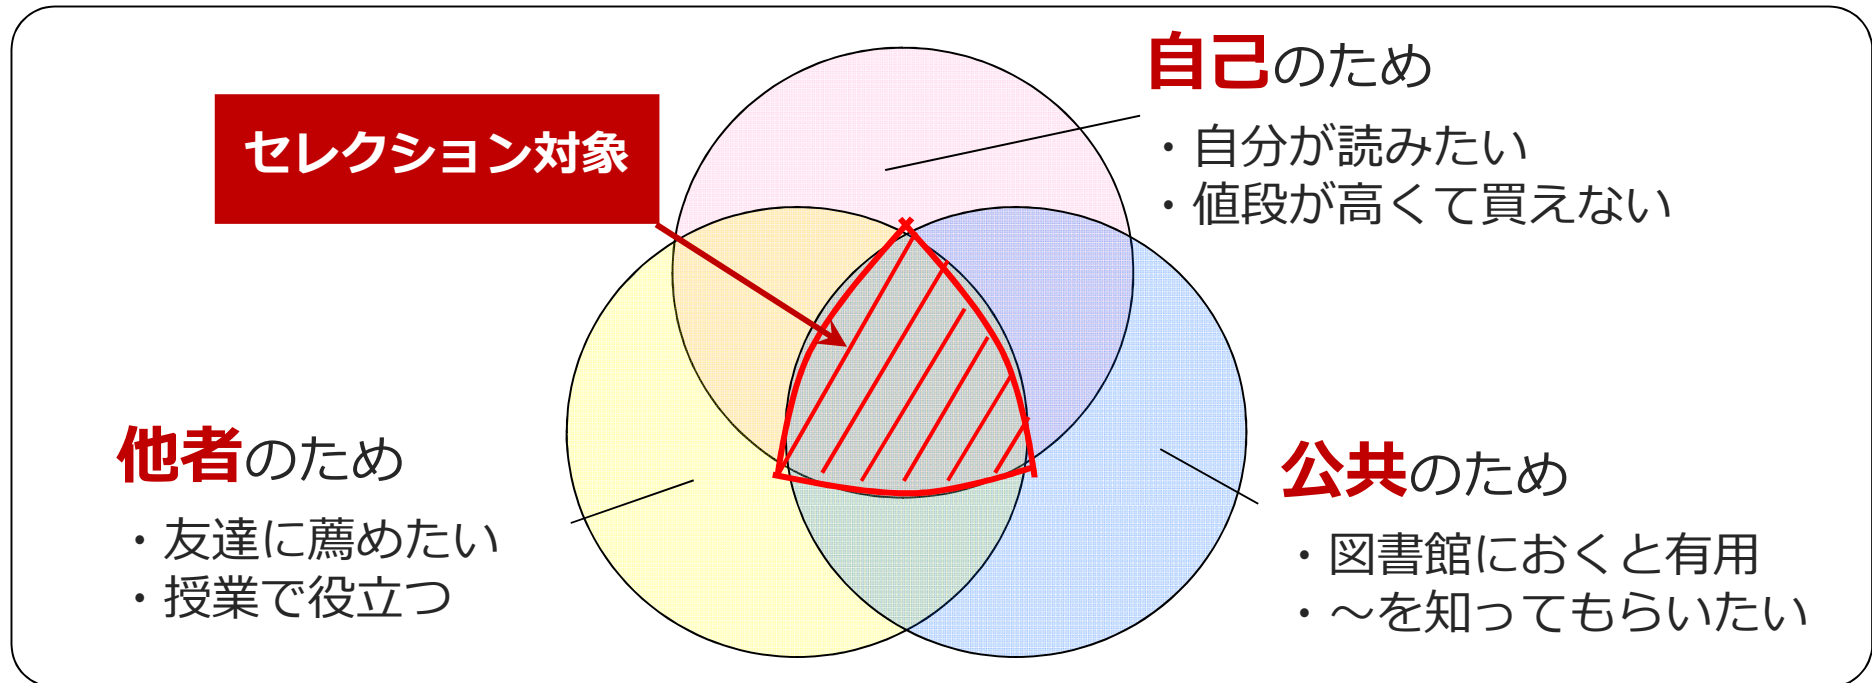 セレクション対象
自己のため
・自分が読みたい
・値段が高くて買えない
他者のため
・友達に薦めたい
・授業で役立つ
公共のため
・図書館におくと有用
・～を知ってもらいたい